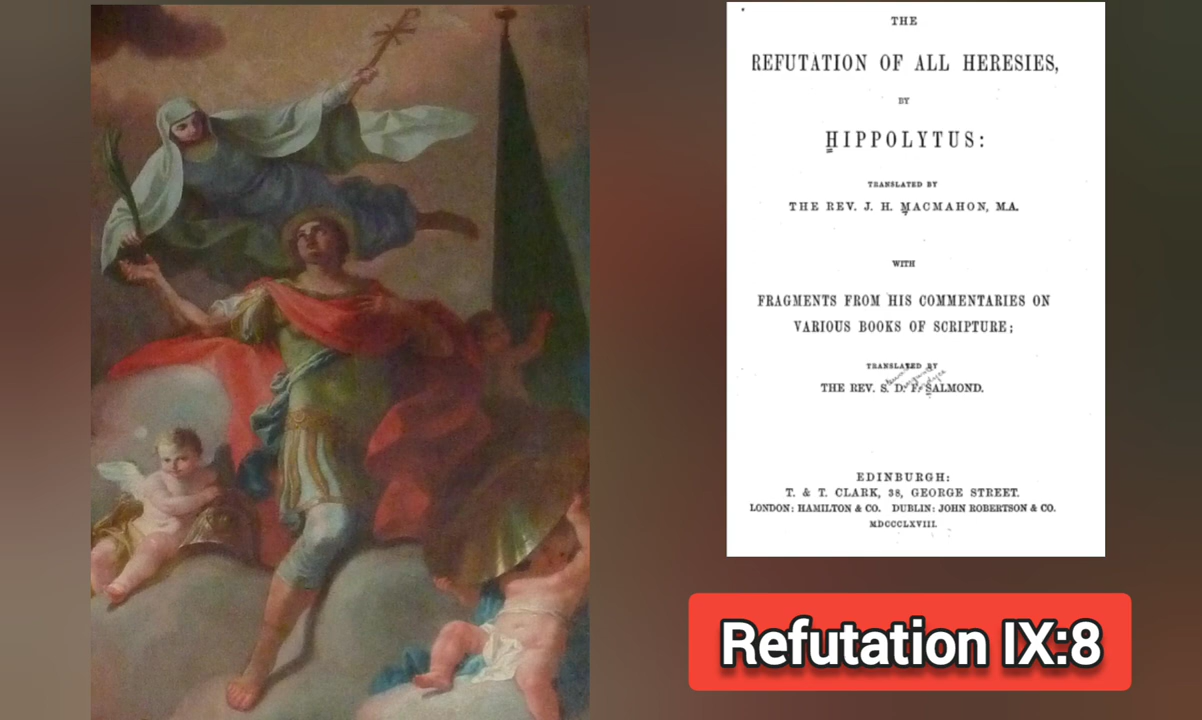 THE
REFUTATION OF ALL HERESIES,
BY
HIPPOLYTUS:
TRANSLATED BY
THE REV. J. H. MACMAHON, M.A.
WITH
FRAGMENTS FROM HIS COMMENTARIES ON
VARIOUS BOOKS OF SCRIPTURE;
TRANSLATED BY
THE REV. S. D. F. SALMOND.
EDINBURGH:
T. & T. CLARK, 38, GEORGE STREET.
LONDON: HAMILTON & CO. DUBLIN: JOHN ROBERTSON & CO.
MDCCCLXVIII.
Refutation IX:8